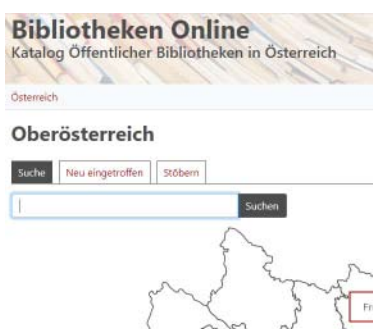 Bibliotheken Online
Katalog Öffentlicher Bibliotheken in Österreich
Österreich
Oberösterreich
Suche Neu eingetroffen Stöbern
Suchen